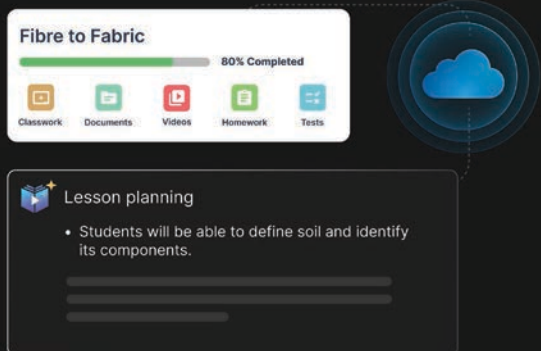 Fibre to Fabric
80% Completed
Classwork Documents Videos Homework Tests
Lesson planning
• Students will be able to define soil and identify
its components.